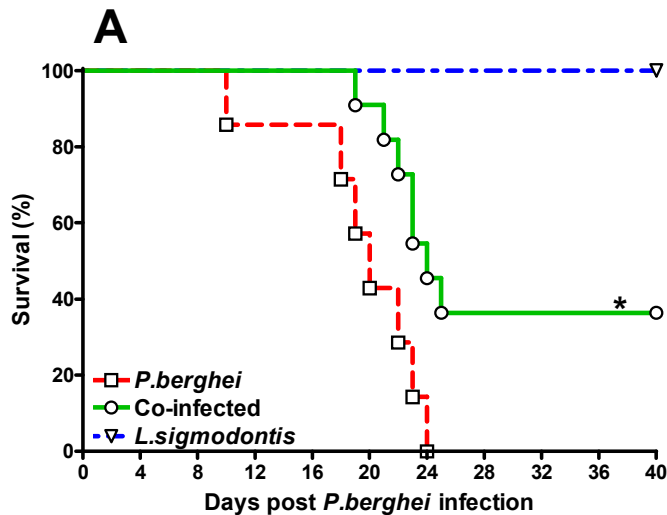 A
100
80
60
40
20
0
Survival (%)
*
P.berghei
Co-infected
L.sigmodontis
0 4 8 12 16 20 24 28 32 36 40
Days post P.berghei infection